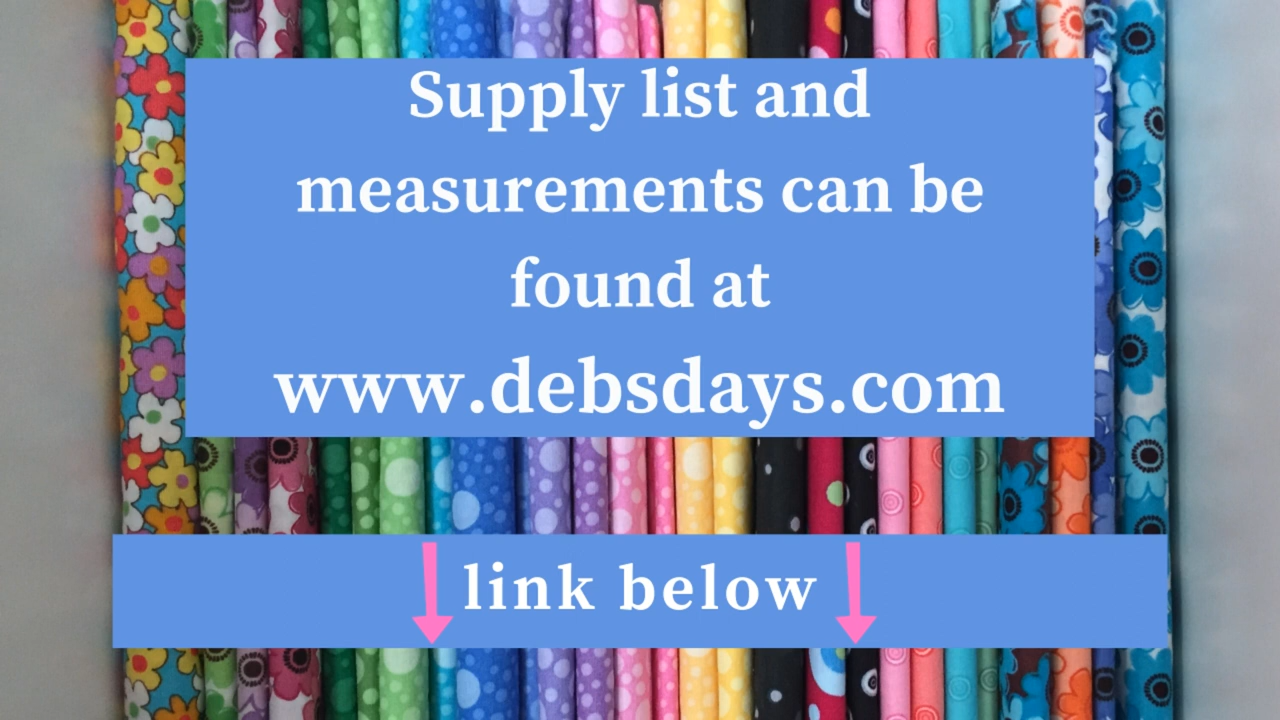 Supply list and
measurements can be
found at
www.debsdays.com
link below